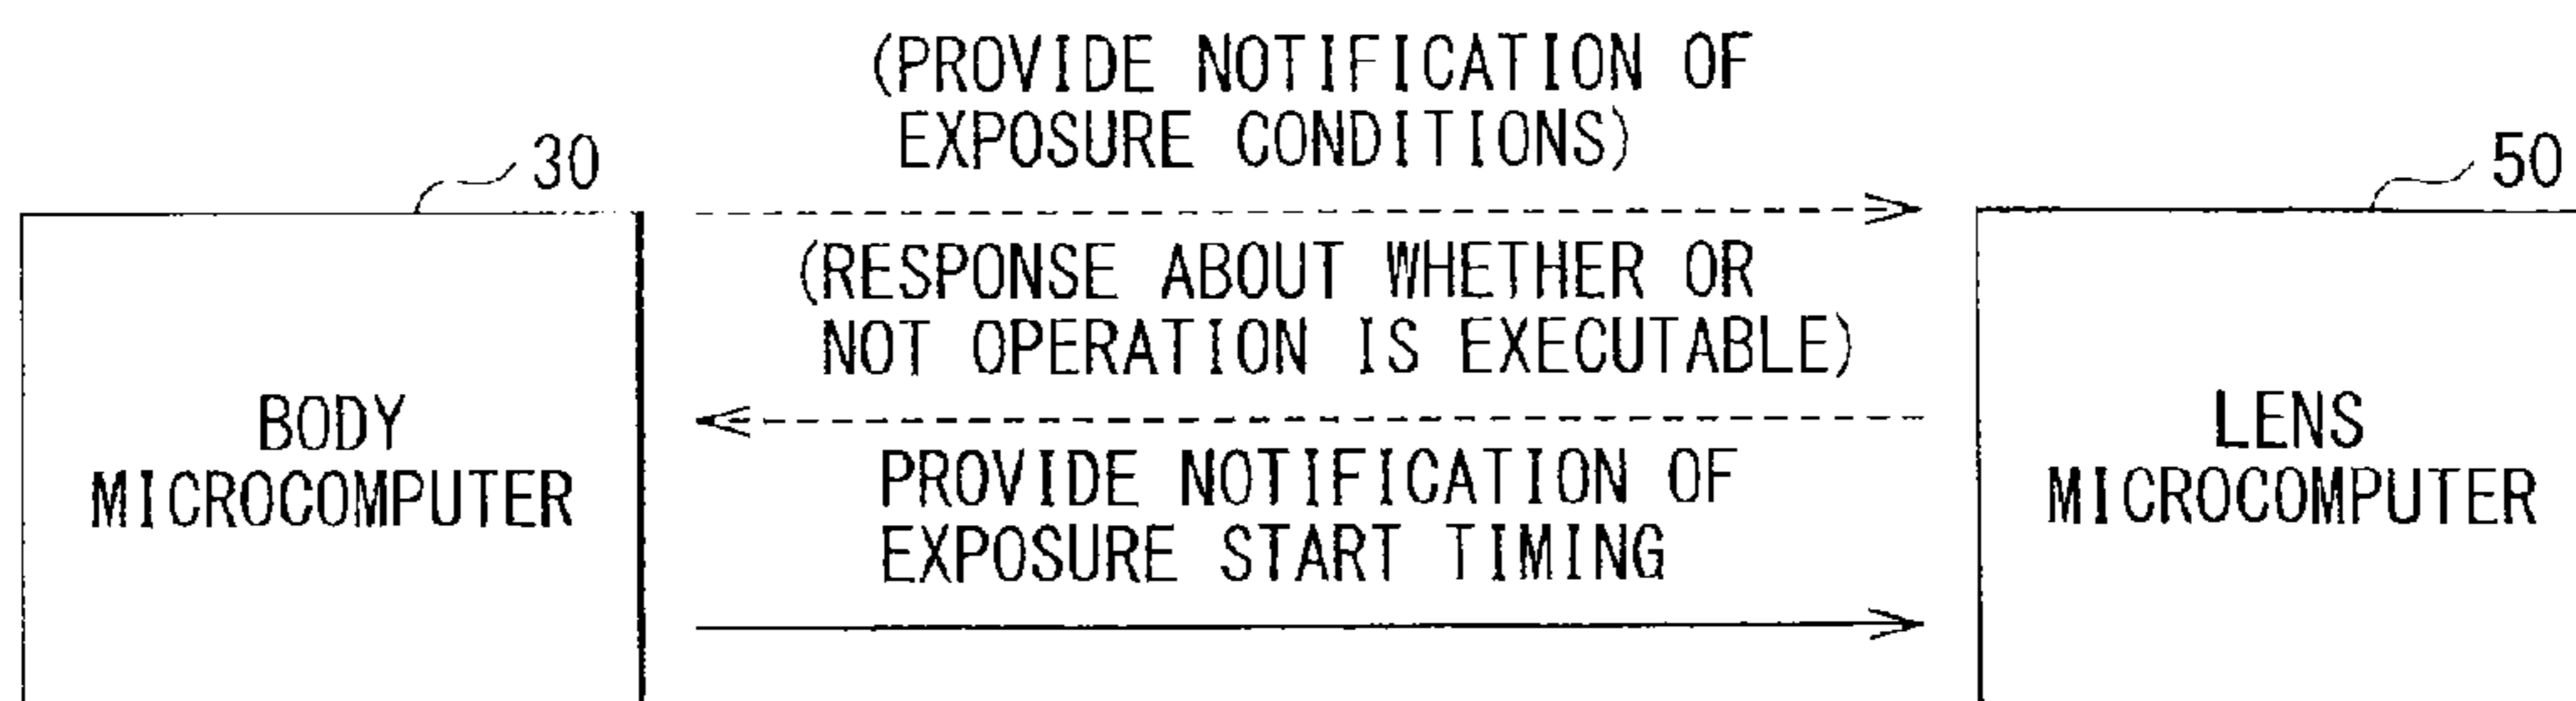 (PROVIDE NOTIFICATION OF
EXPOSURE CONDITIONS)
30
50
(RESPONSE ABOUT WHETHER OR
NOT OPERATION IS EXECUTABLE)
BODY
MICROCOMPUTER
LENS
MICROCOMPUTER
PROVIDE NOTIFICATION OF
EXPOSURE START TIMING